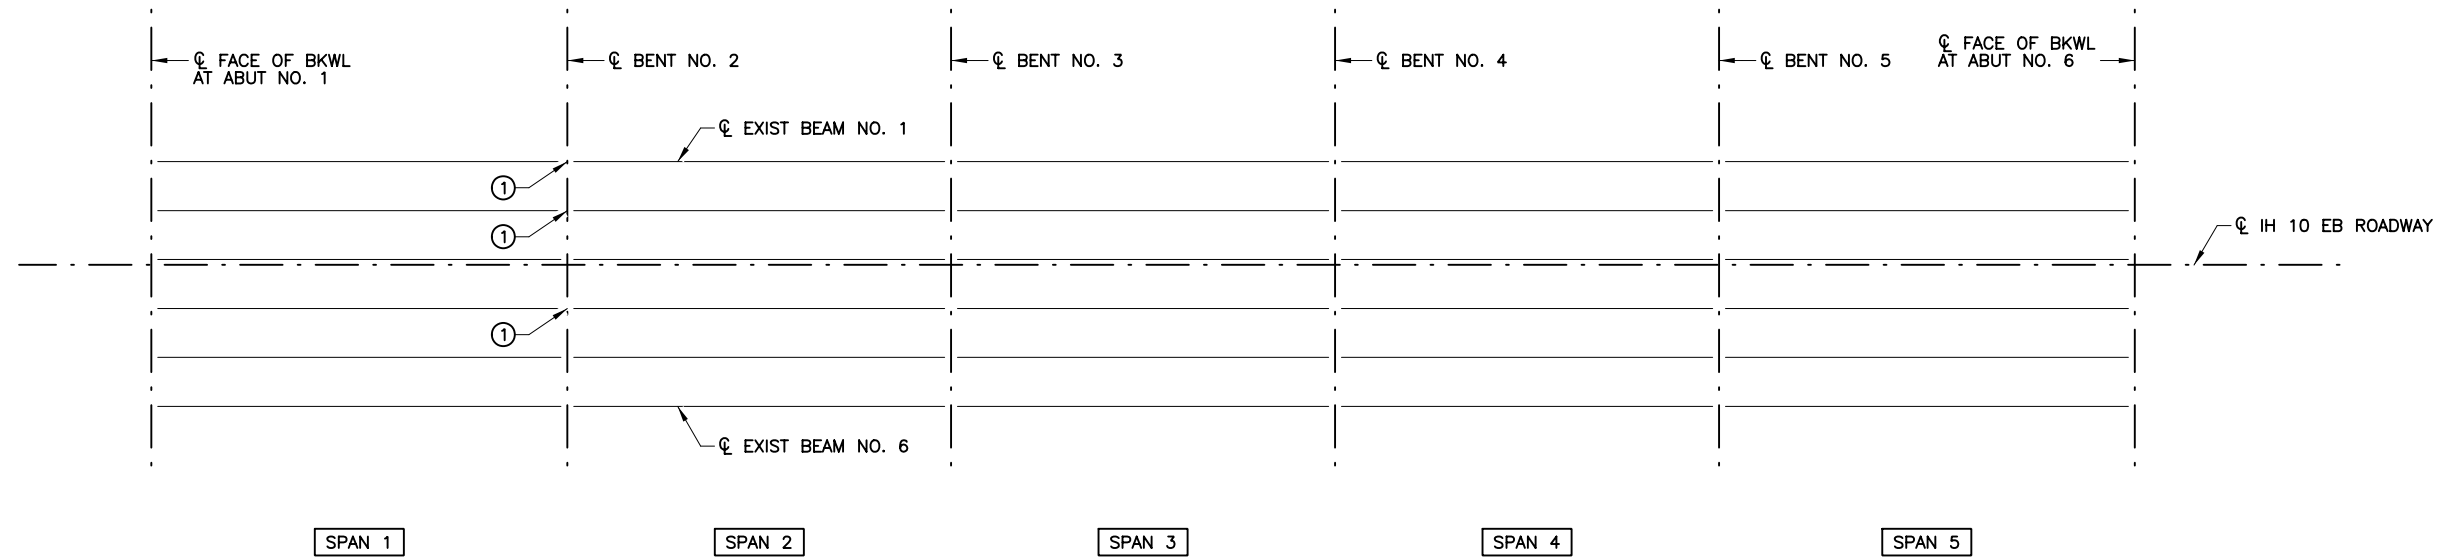 ℄ FACE OF BKWL
AT ABUT NO. 1
℄ BENT NO. 2
℄ BENT NO. 3
℄ BENT NO. 4
℄ BENT NO. 5
℄ FACE OF BKWL
AT ABUT NO. 6
℄ EXIST BEAM NO. 1
①
①
℄ IH 10 EB ROADWAY
①
℄ EXIST BEAM NO. 6
SPAN 1
SPAN 2
SPAN 3
SPAN 4
SPAN 5